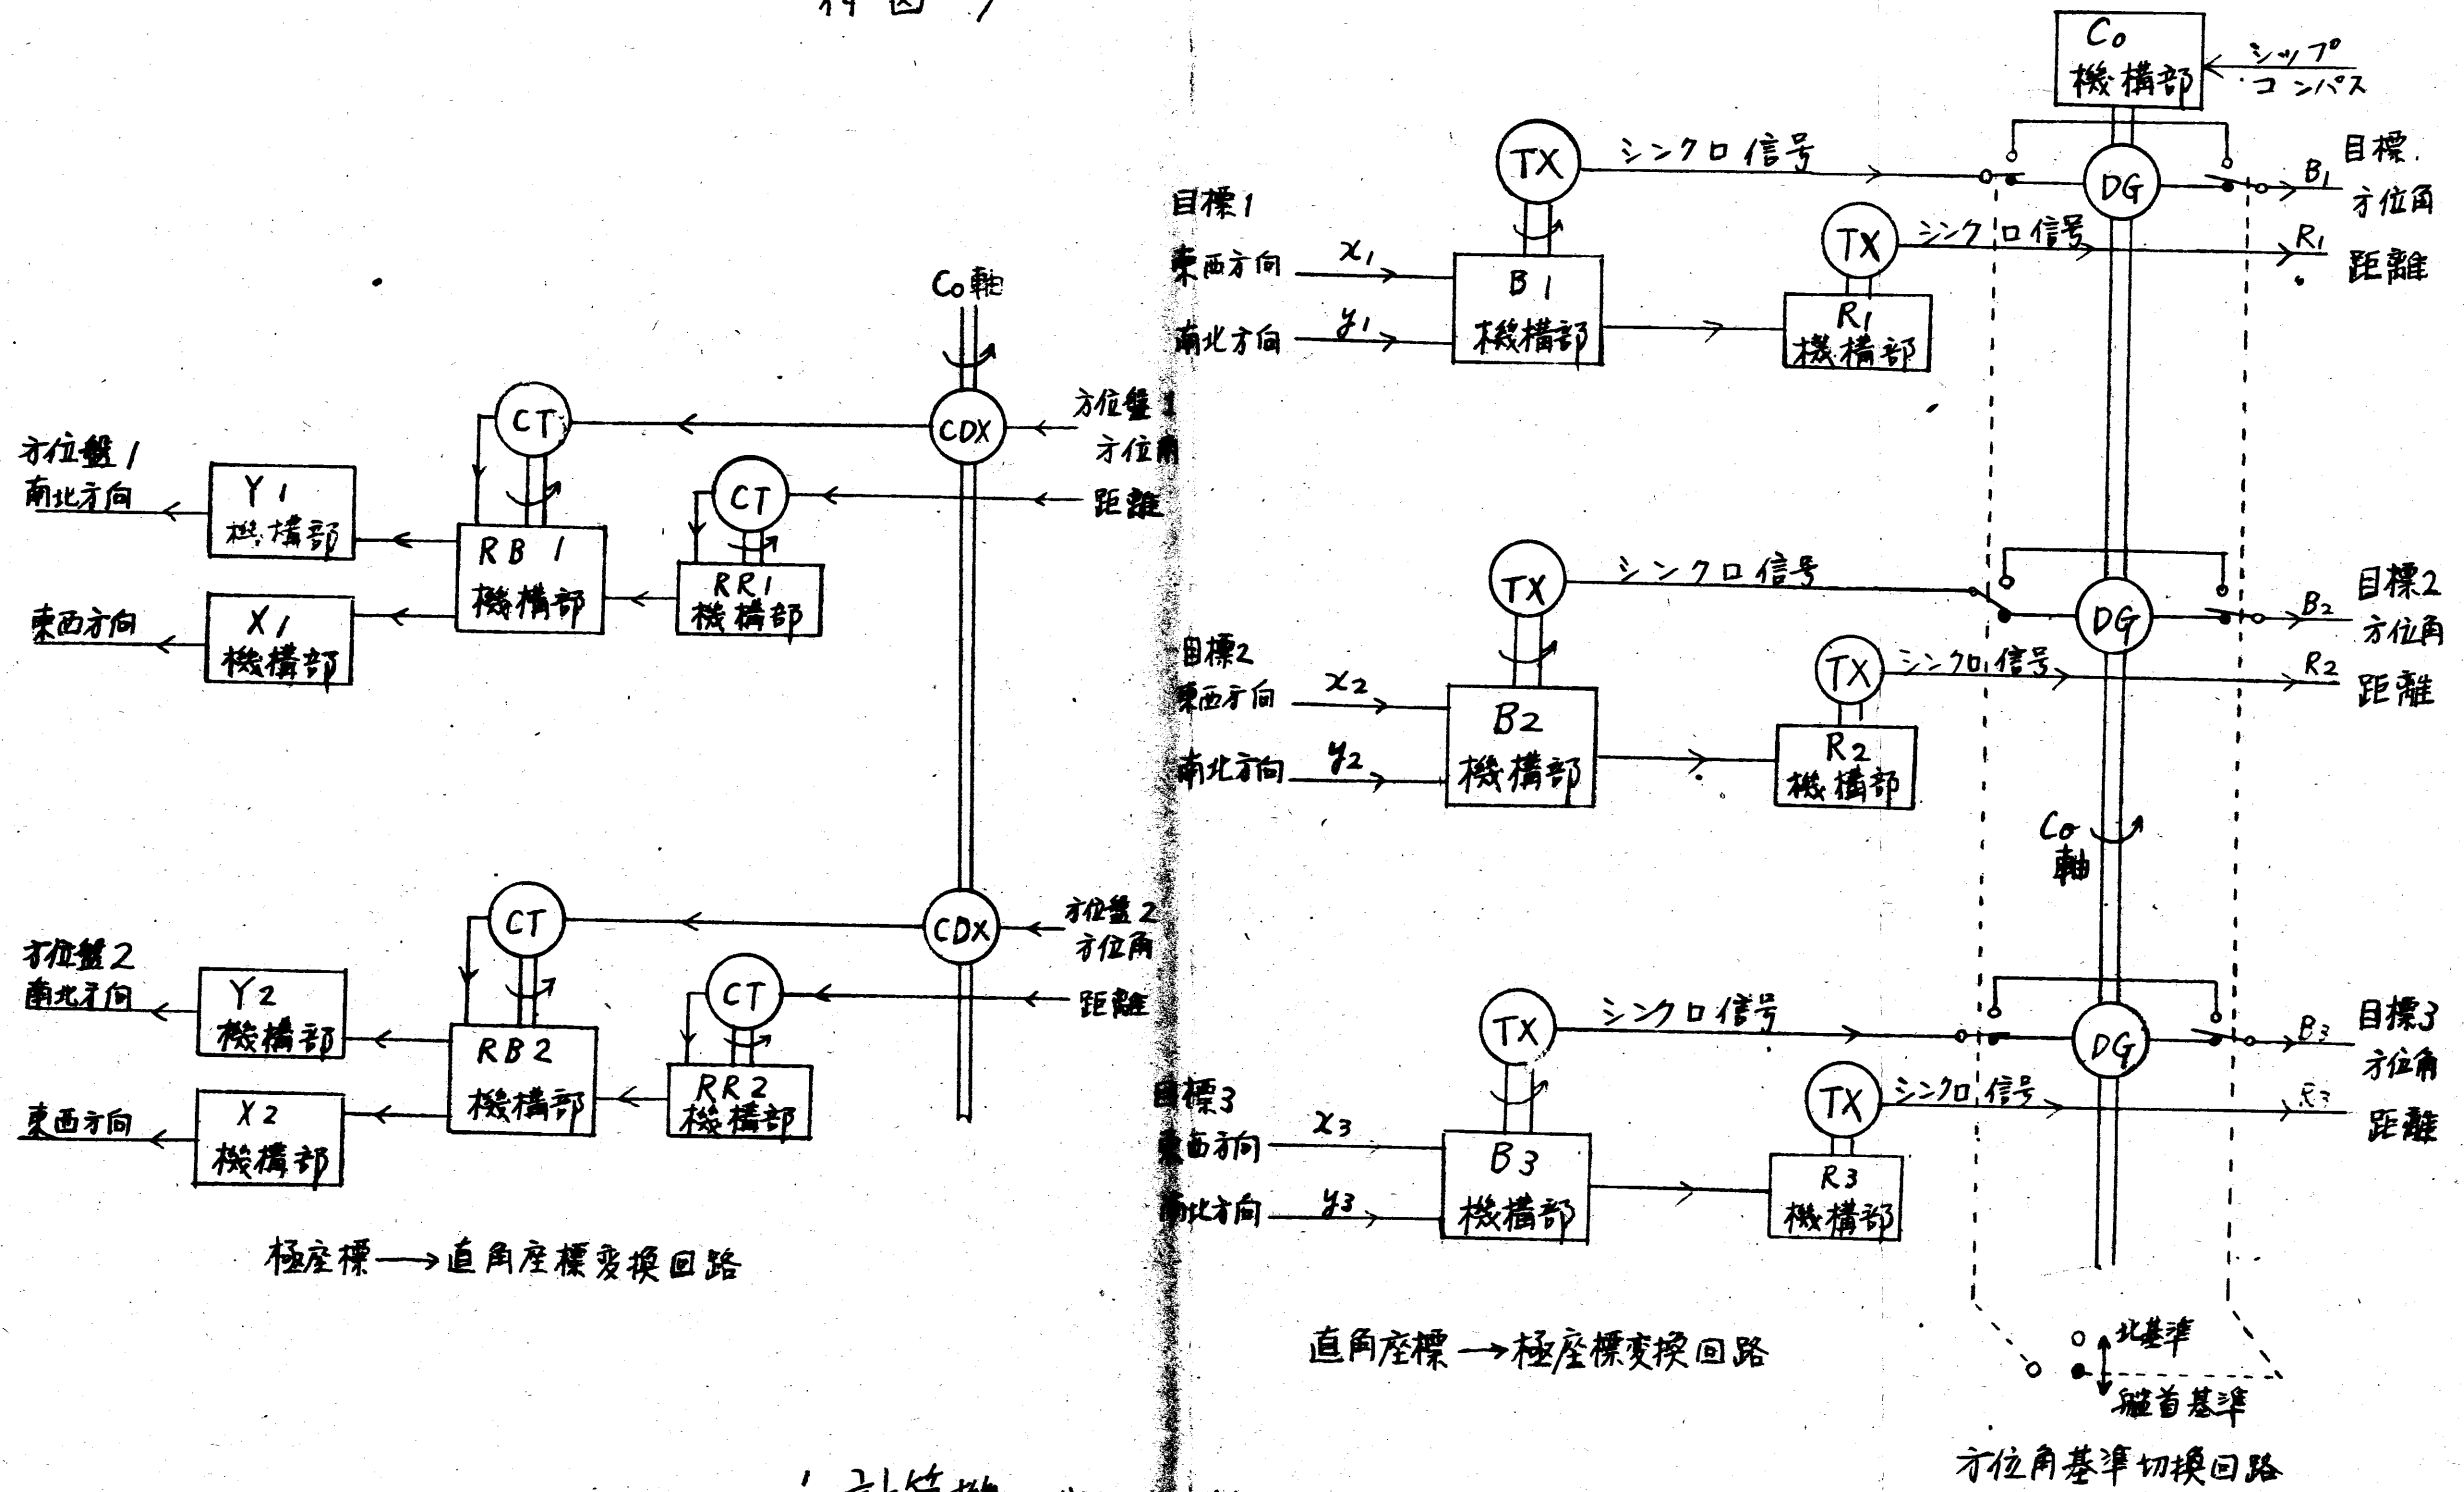 Co軸
CT
CDX
方位盤1
方位角
CT
距離
方位盤1
南北方向
Y1
機構部
RB1
機構部
RR1
機構部
東西方向
X1
機構部
CT
CDX
方位盤2
方位角
CT
距離
方位盤2
南北方向
Y2
機構部
RB2
機構部
RR2
機構部
東西方向
X2
機構部
極座標→直角座標変換回路
Co
機構部
シップ
コンパス
目標1
TX
シンクロ信号
DG
B1
目標
方位角
東西方向
x1
南北方向
y1
B1
機構部
TX
シンクロ信号
R1
距離
R1
機構部
目標2
TX
シンクロ信号
DG
B2
目標2
方位角
東西方向
x2
南北方向
y2
B2
機構部
TX
シンクロ信号
R2
距離
R2
機構部
Co
軸
目標3
TX
シンクロ信号
DG
B3
目標3
方位角
東西方向
x3
南北方向
y3
B3
機構部
TX
シンクロ信号
R3
距離
R3
機構部
直角座標→極座標変換回路
北基準
艦首基準
方位角基準切換回路